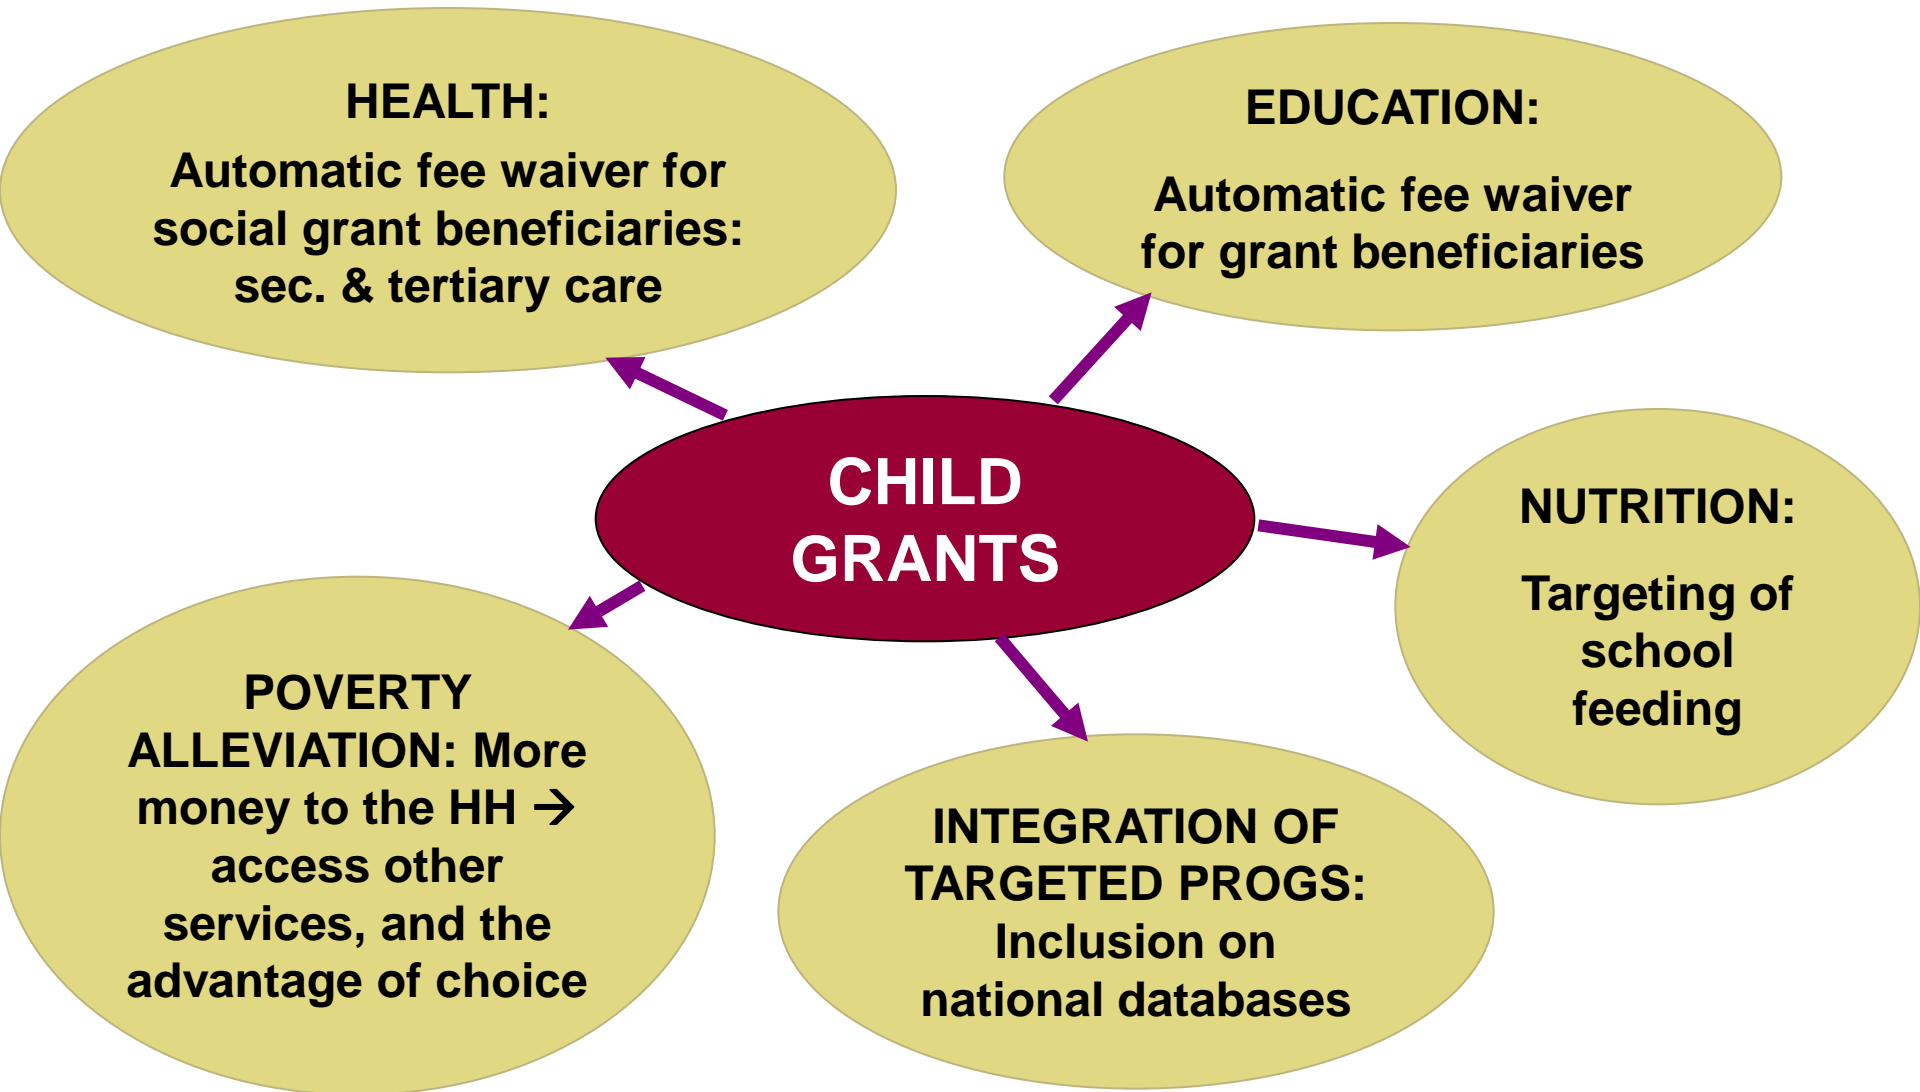 HEALTH:
Automatic fee waiver for
social grant beneficiaries:
sec. & tertiary care
EDUCATION:
Automatic fee waiver
for grant beneficiaries
CHILD
GRANTS
NUTRITION:
Targeting of
school
feeding
POVERTY
ALLEVIATION: More
money to the HH →
access other
services, and the
advantage of choice
INTEGRATION OF
TARGETED PROGS:
Inclusion on
national databases